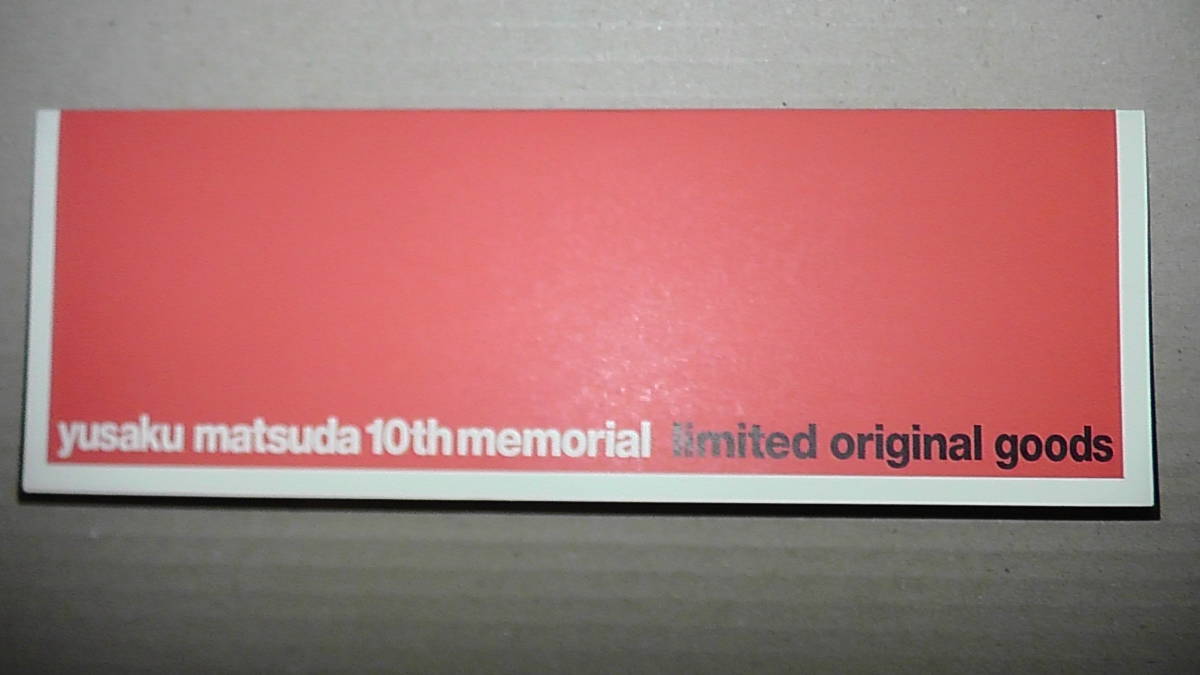 yusaku matsuda 10th memorial limited original goods